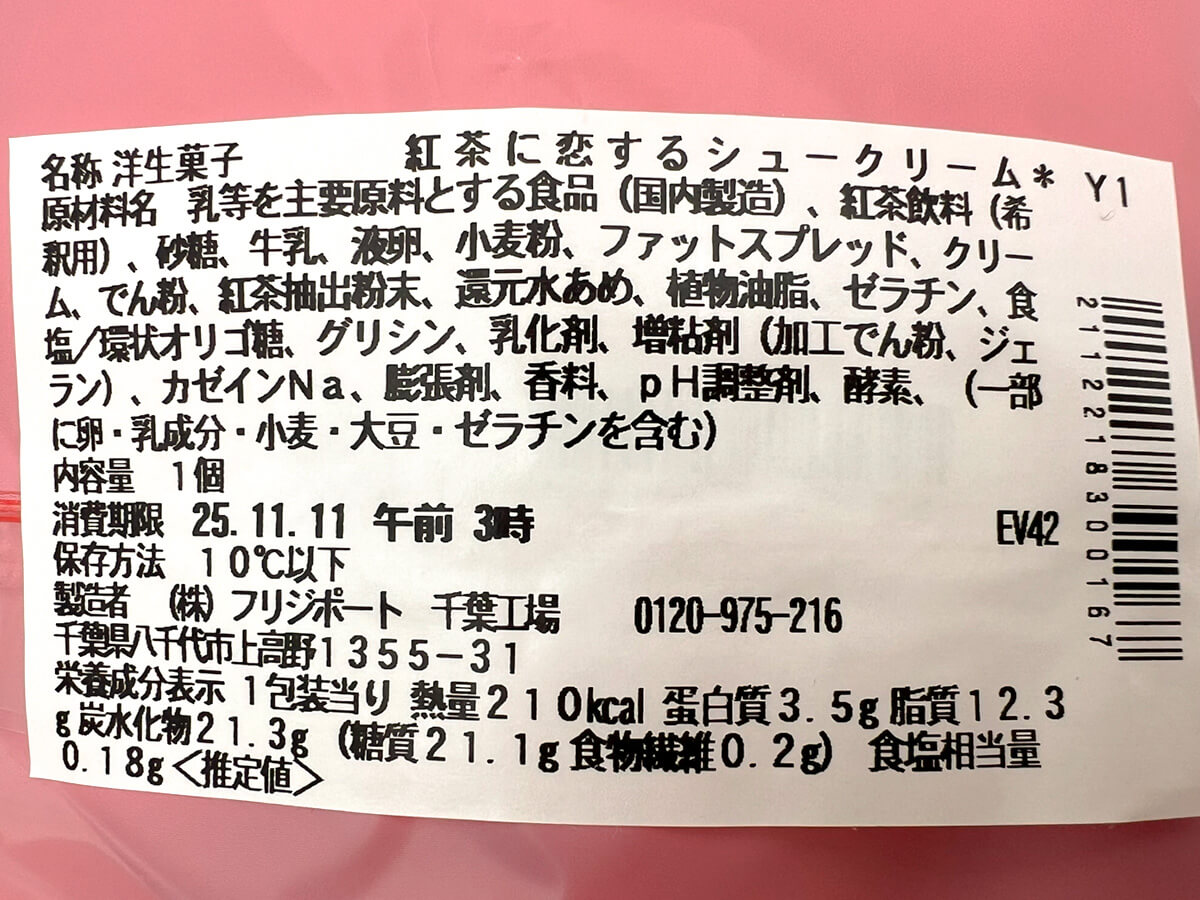 名称 洋生菓子 紅茶に恋するシュークリーム* Y1
原材料名 乳等を主要原料とする食品（国内製造）、紅茶飲料（希
釈用）、砂糖、牛乳、液卵、小麦粉、ファットスプレッド、クリー
ム、でん粉、紅茶抽出粉末、還元水あめ、植物油脂、ゼラチン、食
塩／環状オリゴ糖、グリシン、乳化剤、増粘剤（加工でん粉、ジェ
ラン）、カゼインＮａ、膨張剤、香料、ｐＨ調整剤、酵素、（一部
に卵・乳成分・小麦・大豆・ゼラチンを含む）
内容量 １個
消費期限 25.11.11 午前 3時 EV42
保存方法 １０℃以下
製造者 （株）フリジポート 千葉工場 0120-975-216
千葉県八千代市上高野１３５５－３１
栄養成分表示 １包装当り 熱量２１０kcal 蛋白質３.５g 脂質１２.３
g 炭水化物２１.３g （糖質２１.１g 食物繊維０.２g） 食塩相当量
０.１８g＜推定値＞
2112218300167